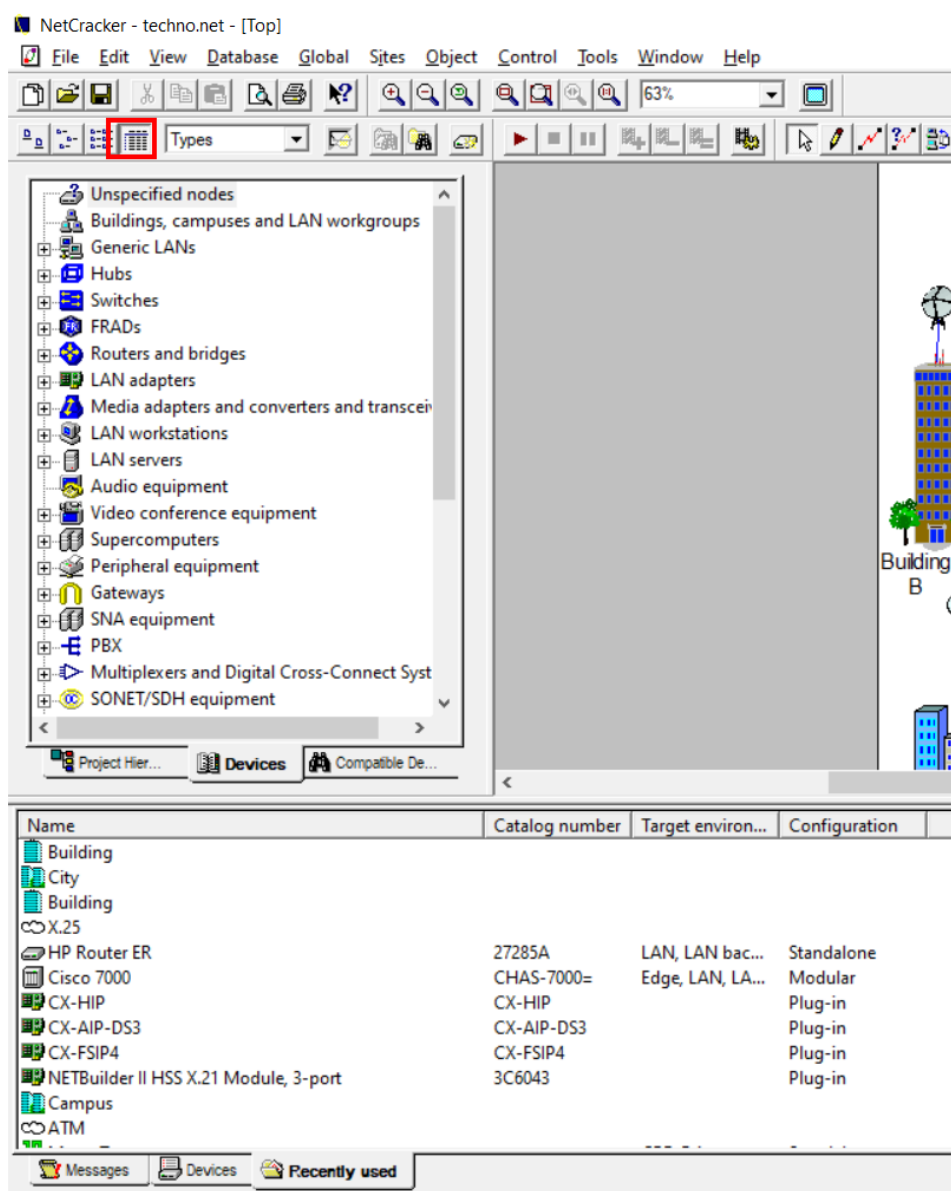 NetCracker - techno.net - [Top]
File Edit View Database Global Sites Object Control Tools Window Help
63%
Types
Unspecified nodes
Buildings, campuses and LAN workgroups
Generic LANs
Hubs
Switches
FRADs
Routers and bridges
LAN adapters
Media adapters and converters and transceiv
LAN workstations
LAN servers
Audio equipment
Video conference equipment
Supercomputers
Peripheral equipment
Gateways
SNA equipment
PBX
Multiplexers and Digital Cross-Connect Syst
SONET/SDH equipment
Building
B
Project Hier... Devices Compatible De...
Name Catalog number Target environ... Configuration
Building
City
Building
X.25
HP Router ER 27285A LAN, LAN bac... Standalone
Cisco 7000 CHAS-7000= Edge, LAN, LA... Modular
CX-HIP CX-HIP Plug-in
CX-AIP-DS3 CX-AIP-DS3 Plug-in
CX-FSIP4 CX-FSIP4 Plug-in
NETBuilder II HSS X.21 Module, 3-port 3C6043 Plug-in
Campus
ATM
Messages Devices Recently used